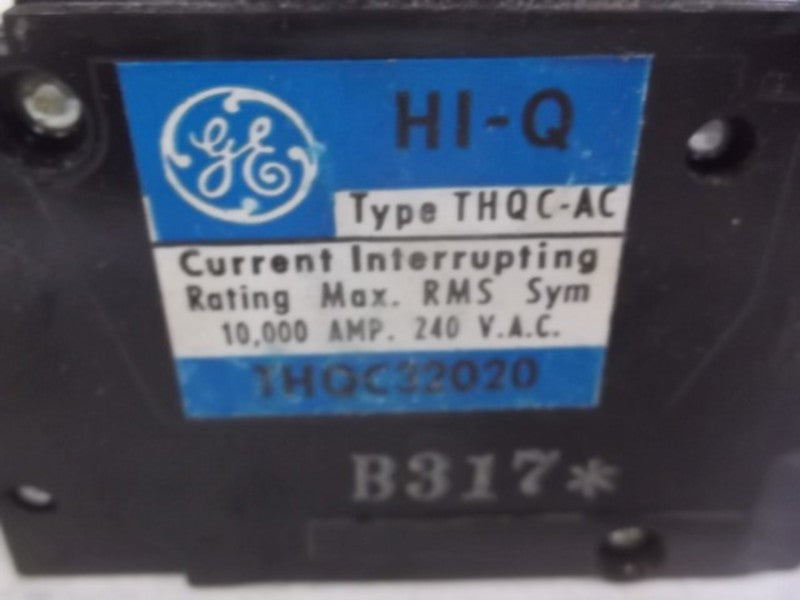 GE HI-Q
Type THQC-AC
Current Interrupting
Rating Max. RMS Sym
10,000 AMP. 240 V.A.C.
THQC32020
B317*